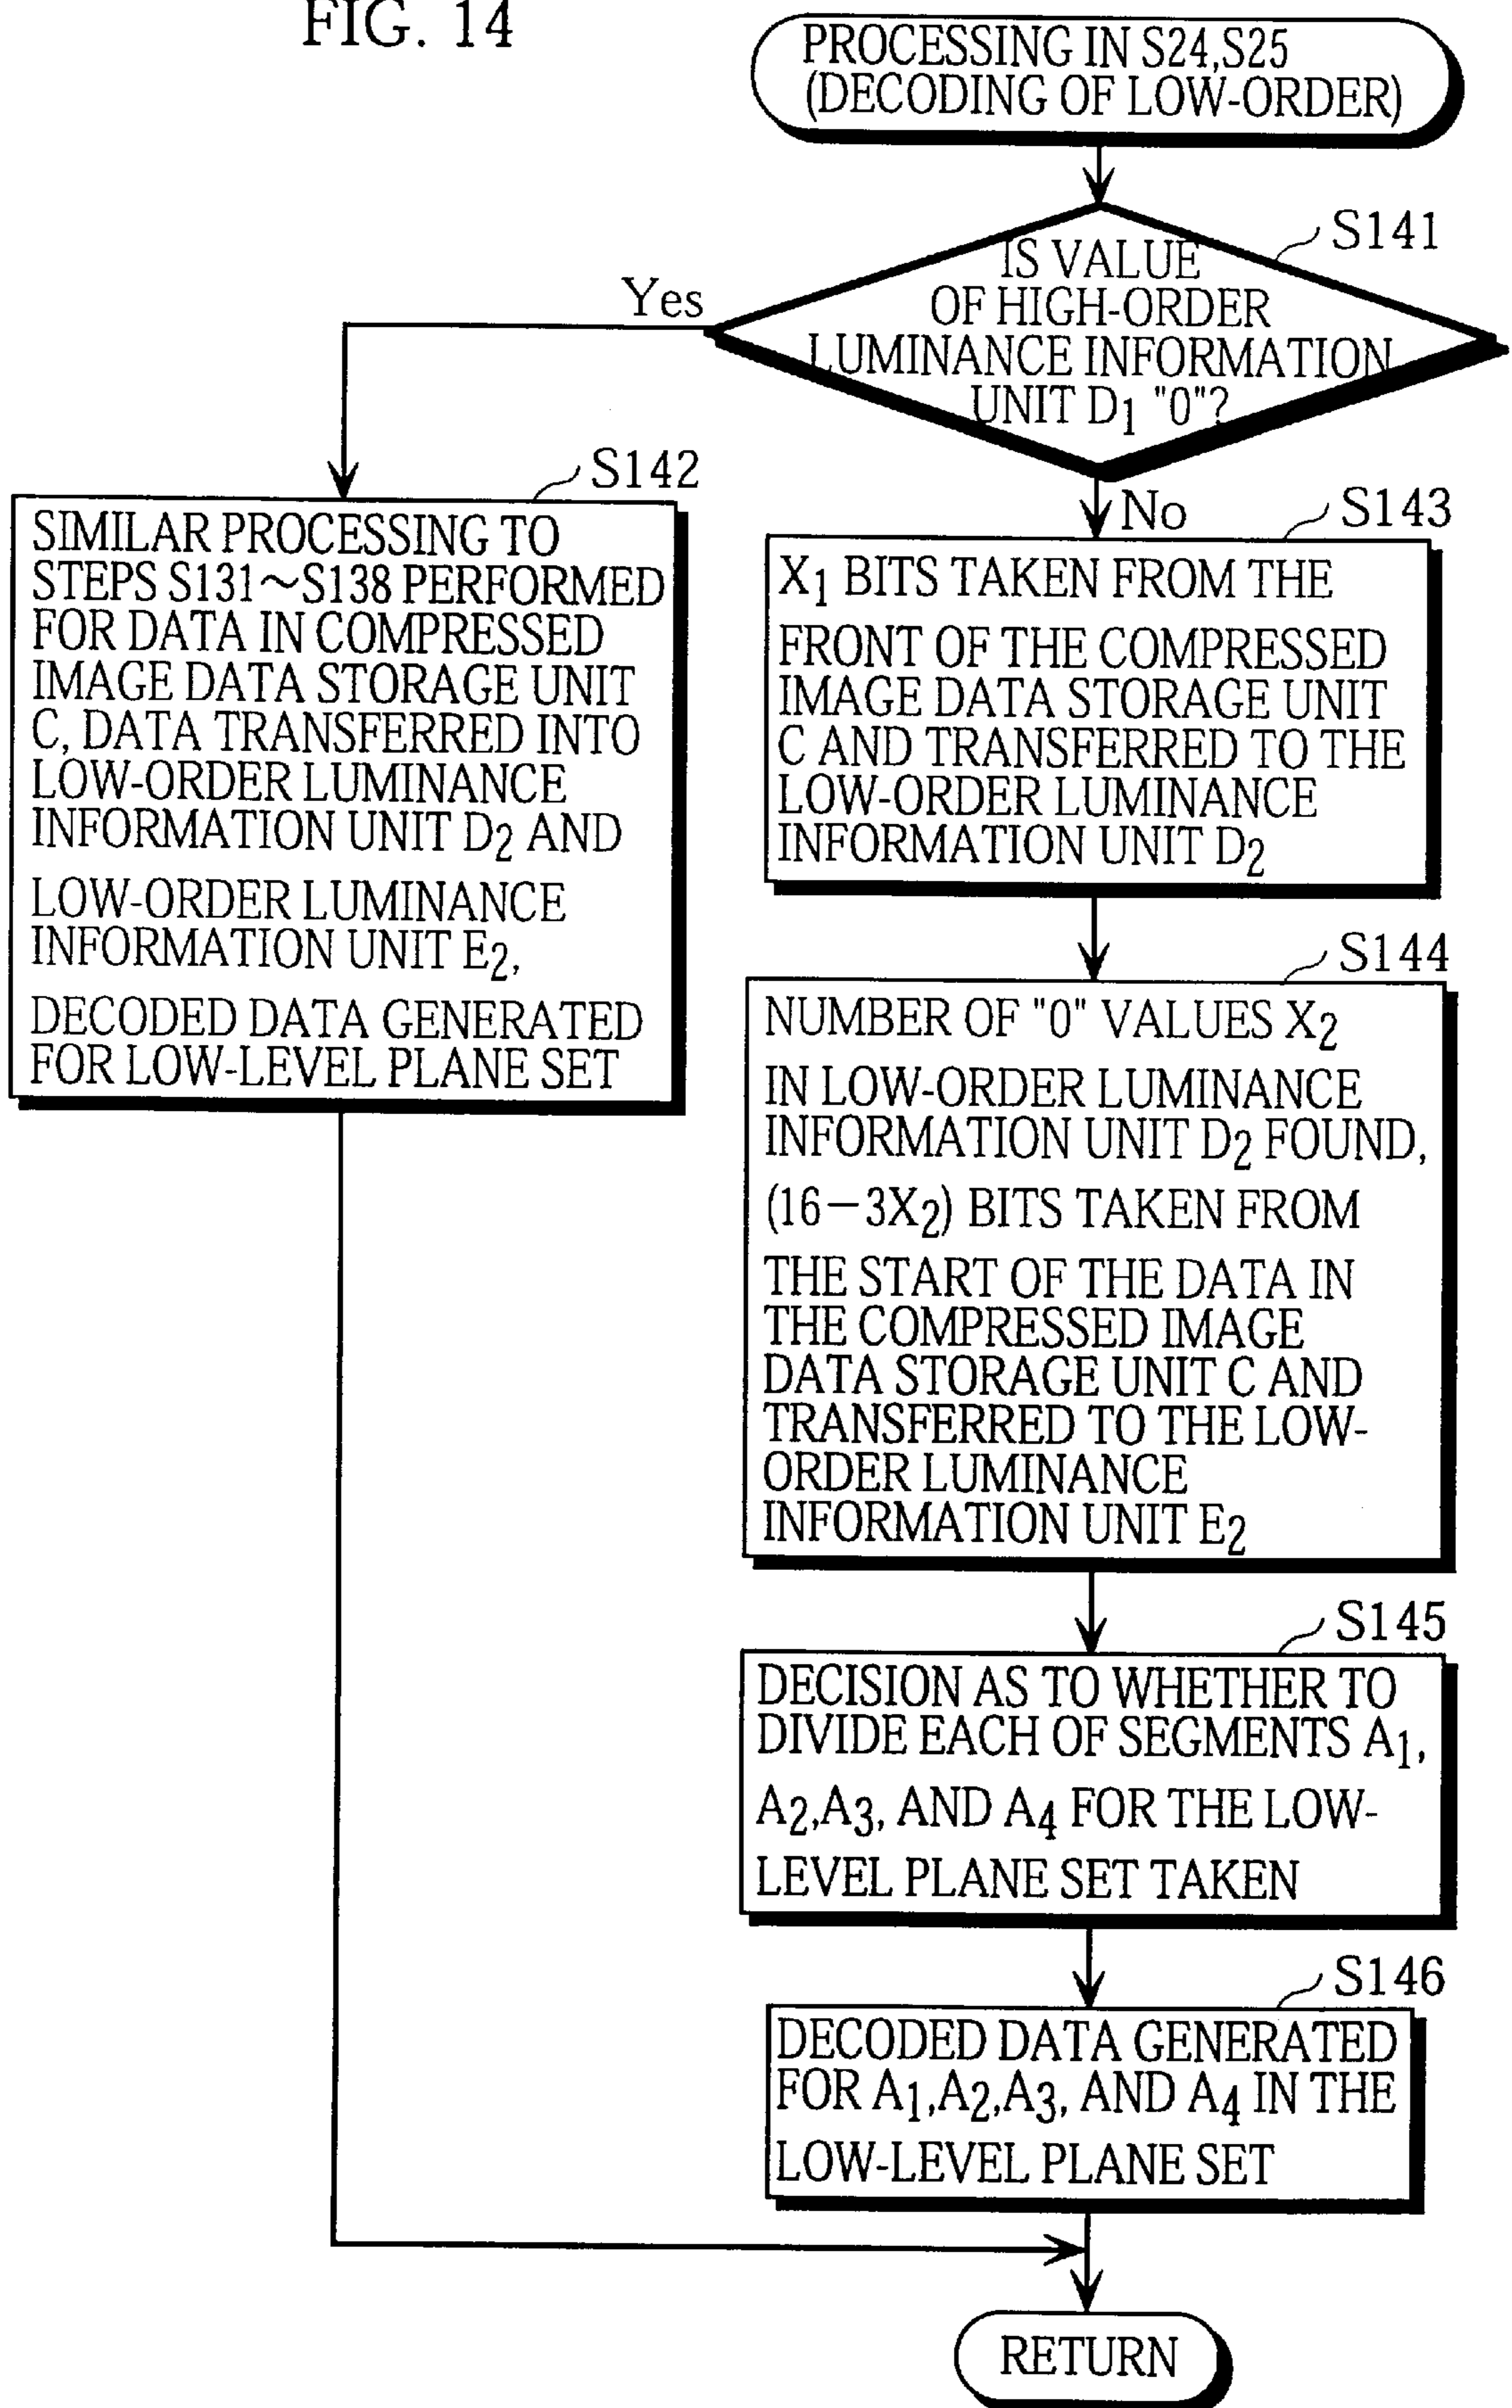 FIG. 14
PROCESSING IN S24,S25
(DECODING OF LOW-ORDER)
S141
IS VALUE
OF HIGH-ORDER
LUMINANCE INFORMATION
UNIT D₁ "0"?
Yes
No
S142
SIMILAR PROCESSING TO
STEPS S131～S138 PERFORMED
FOR DATA IN COMPRESSED
IMAGE DATA STORAGE UNIT
C, DATA TRANSFERRED INTO
LOW-ORDER LUMINANCE
INFORMATION UNIT D₂ AND
LOW-ORDER LUMINANCE
INFORMATION UNIT E₂,
DECODED DATA GENERATED
FOR LOW-LEVEL PLANE SET
S143
X₁ BITS TAKEN FROM THE
FRONT OF THE COMPRESSED
IMAGE DATA STORAGE UNIT
C AND TRANSFERRED TO THE
LOW-ORDER LUMINANCE
INFORMATION UNIT D₂
S144
NUMBER OF "0" VALUES X₂
IN LOW-ORDER LUMINANCE
INFORMATION UNIT D₂ FOUND,
(16－3X₂) BITS TAKEN FROM
THE START OF THE DATA IN
THE COMPRESSED IMAGE
DATA STORAGE UNIT C AND
TRANSFERRED TO THE LOW-
ORDER LUMINANCE
INFORMATION UNIT E₂
S145
DECISION AS TO WHETHER TO
DIVIDE EACH OF SEGMENTS A₁,
A₂,A₃, AND A₄ FOR THE LOW-
LEVEL PLANE SET TAKEN
S146
DECODED DATA GENERATED
FOR A₁,A₂,A₃, AND A₄ IN THE
LOW-LEVEL PLANE SET
RETURN